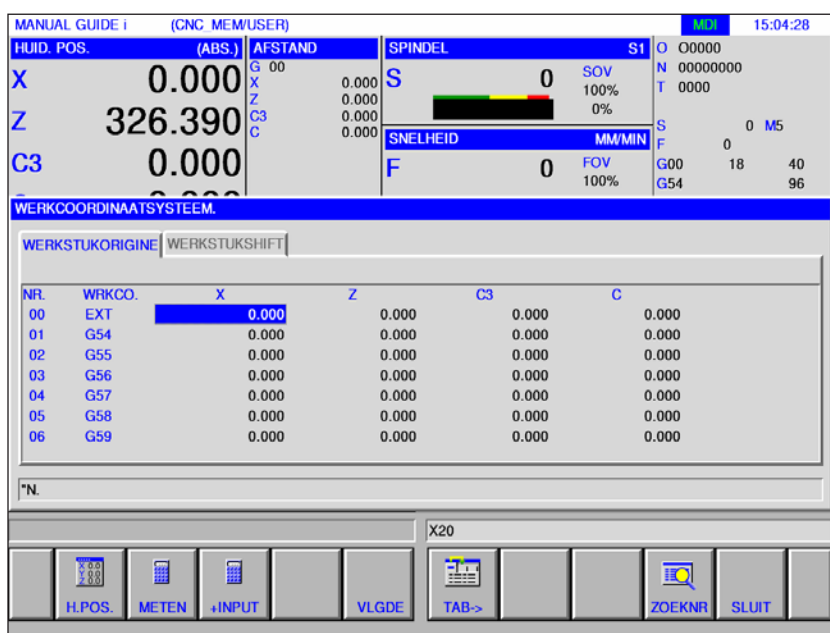 MANUAL GUIDE i (CNC_MEM/USER) MDI 15:04:28
HUID. POS. (ABS.) AFSTAND SPINDEL S1 O O0000
G 00 N 00000000
X 0.000 X 0.000 S 0 SOV 100% T 0000
Z 0.000 0%
Z 326.390 C3 0.000 S 0 M5
C 0.000 SNELHEID MM/MIN F 0
C3 0.000 F 0 FOV 100% G00 18 40
G54 96
WERKCOORDINAATSYSTEEM.
WERKSTUKORIGINE WERKSTUKSHIFT
NR. WRKCO. X Z C3 C
00 EXT 0.000 0.000 0.000 0.000
01 G54 0.000 0.000 0.000 0.000
02 G55 0.000 0.000 0.000 0.000
03 G56 0.000 0.000 0.000 0.000
04 G57 0.000 0.000 0.000 0.000
05 G58 0.000 0.000 0.000 0.000
06 G59 0.000 0.000 0.000 0.000
"N.
X20
H.POS. METEN +INPUT VLGDE TAB-> ZOEKNR SLUIT